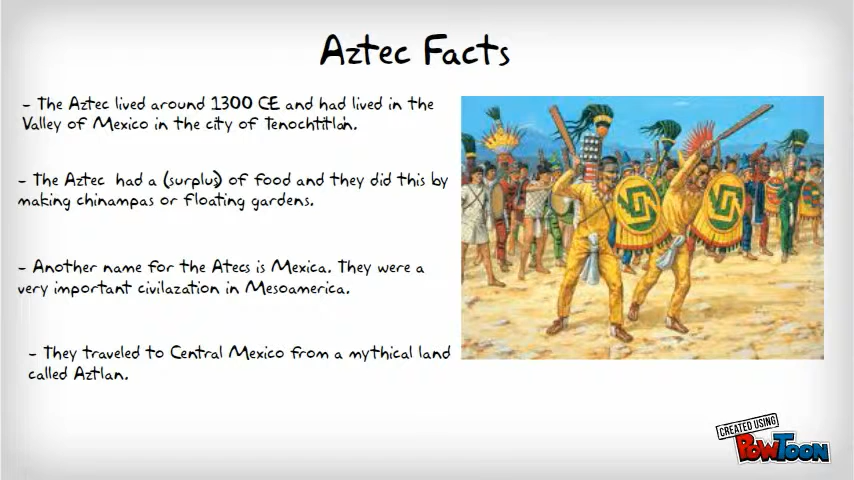 Aztec Facts
- The Aztec lived around 1300 CE and had lived in the
Valley of Mexico in the city of Tenochtitlán.
- The Aztec had a (surplus) of food and they did this by
making chinampas or floating gardens.
- Another name for the Atecs is Mexica. They were a
very important civilazation in Mesoamerica.
- They traveled to Central Mexico from a mythical land
called Aztlan.
CREATED USING
POWTOON